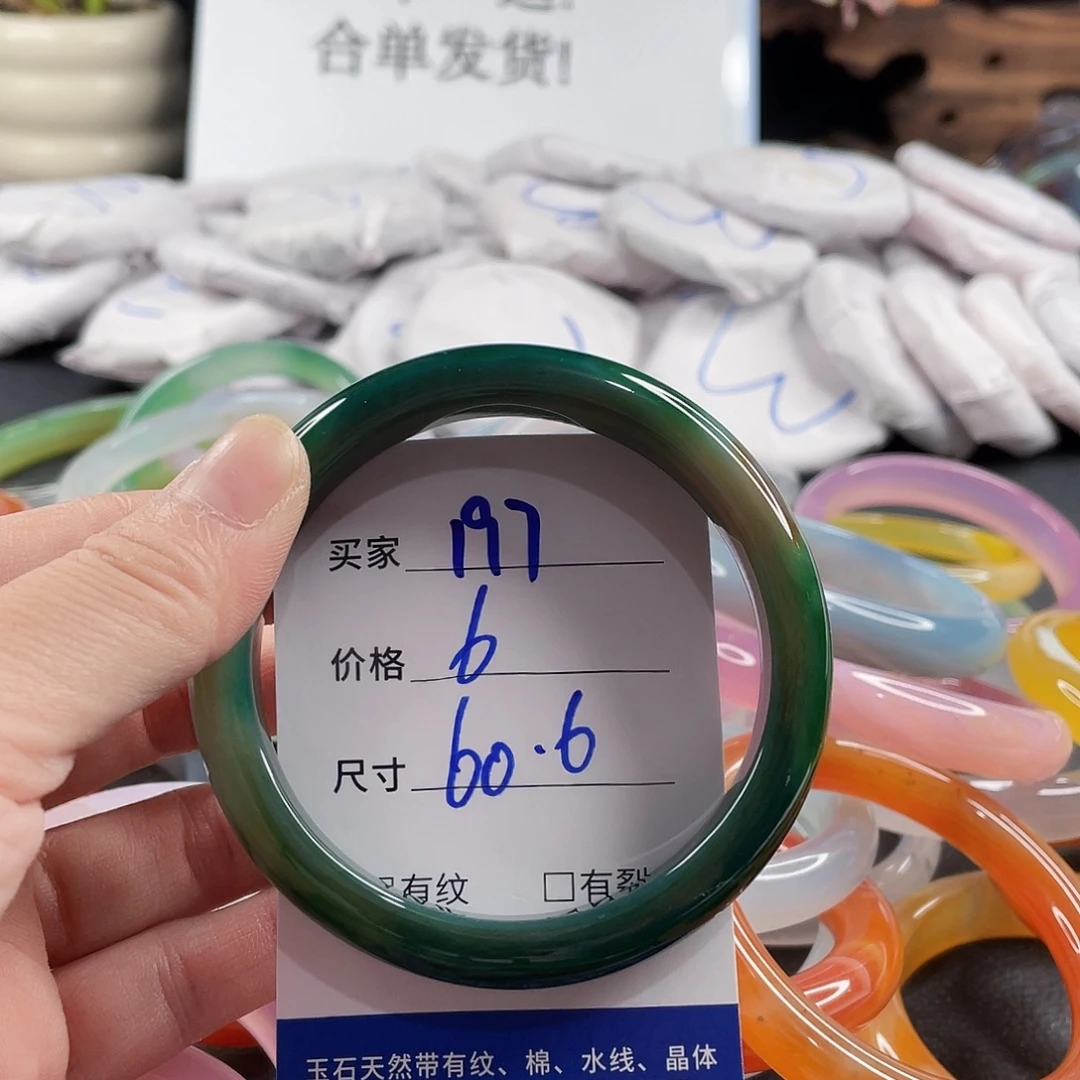 合单发货!
买家 197
价格 6
尺寸 60.6
有纹 □有裂
玉石天然带有纹、棉、水线、晶体